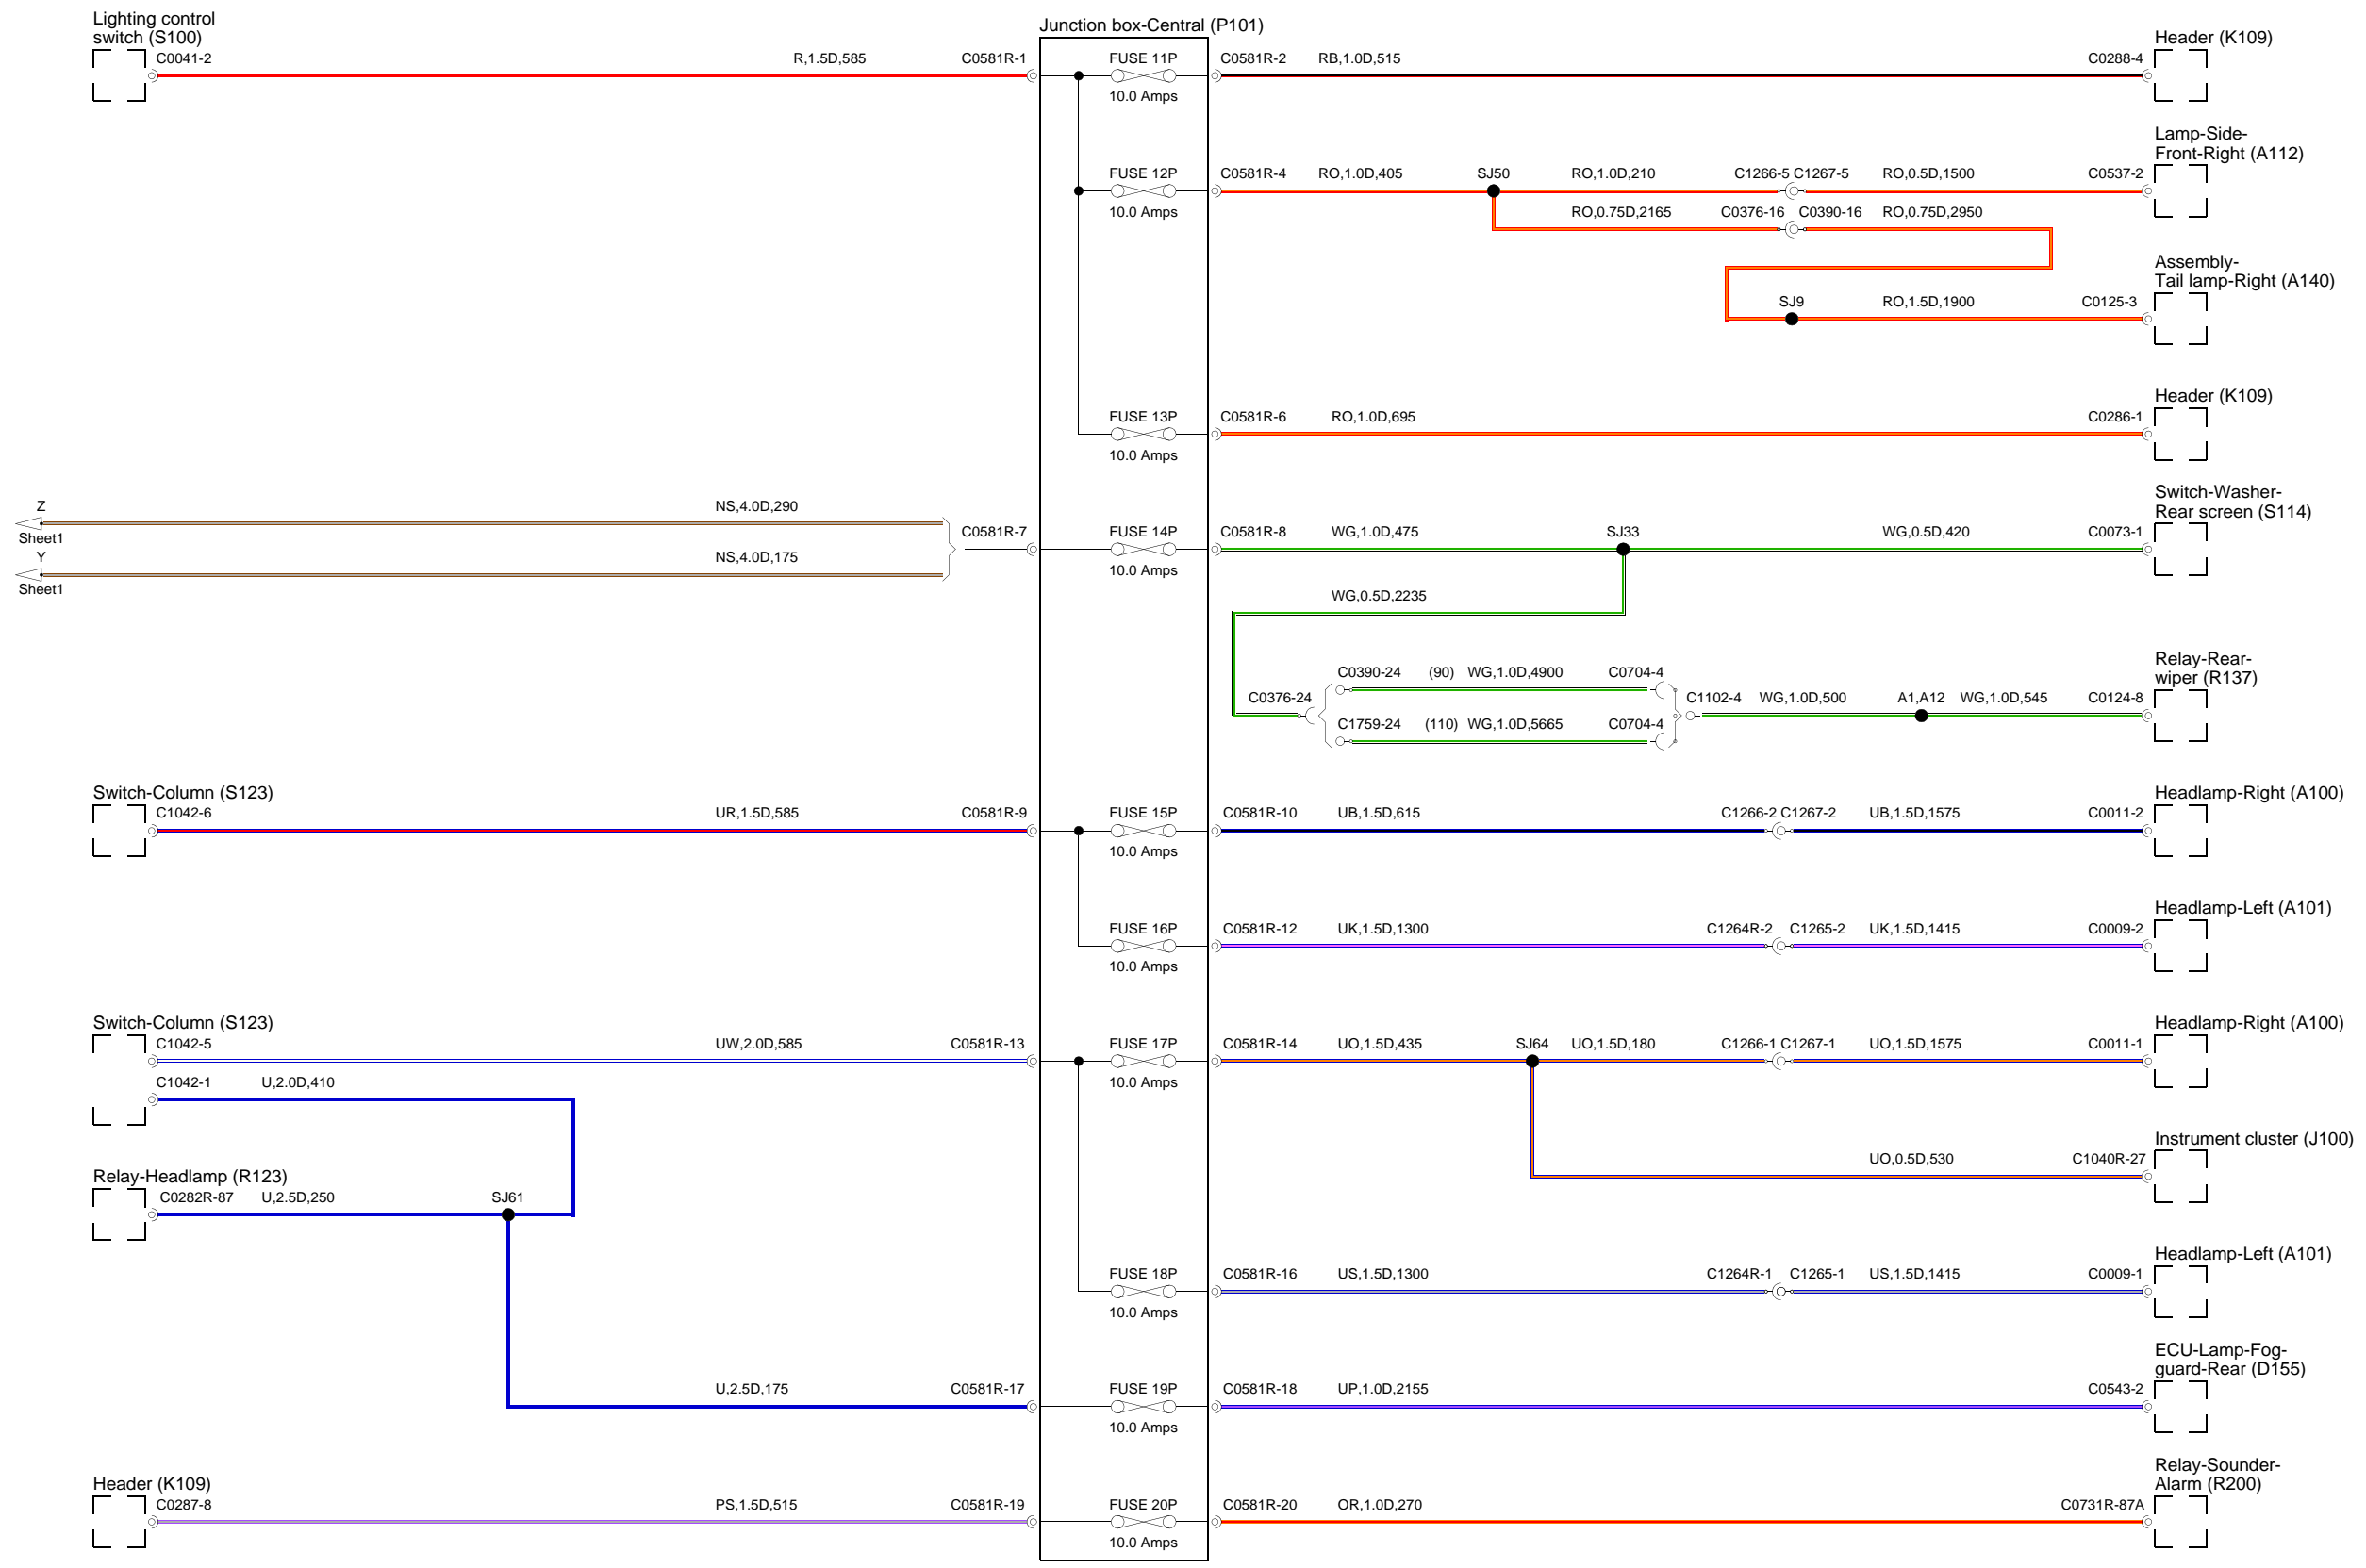 Lighting control
switch (S100)
Junction box-Central (P101)
C0041-2 R,1.5D,585 C0581R-1 FUSE 11P C0581R-2 RB,1.0D,515 C0288-4 Header (K109)
10.0 Amps
Lamp-Side-
Front-Right (A112)
FUSE 12P C0581R-4 RO,1.0D,405 SJ50 RO,1.0D,210 C1266-5 C1267-5 RO,0.5D,1500 C0537-2
10.0 Amps RO,0.75D,2165 C0376-16 C0390-16 RO,0.75D,2950
Assembly-
Tail lamp-Right (A140)
SJ9 RO,1.5D,1900 C0125-3
Header (K109)
FUSE 13P C0581R-6 RO,1.0D,695 C0286-1
10.0 Amps
Switch-Washer-
Rear screen (S114)
Z NS,4.0D,290
Sheet1 C0581R-7 FUSE 14P C0581R-8 WG,1.0D,475 SJ33 WG,0.5D,420 C0073-1
Y NS,4.0D,175 10.0 Amps
Sheet1 WG,0.5D,2235
Relay-Rear-
wiper (R137)
C0390-24 (90) WG,1.0D,4900 C0704-4
C0376-24 C1102-4 WG,1.0D,500 A1,A12 WG,1.0D,545 C0124-8
C1759-24 (110) WG,1.0D,5665 C0704-4
Switch-Column (S123) Headlamp-Right (A100)
C1042-6 UR,1.5D,585 C0581R-9 FUSE 15P C0581R-10 UB,1.5D,615 C1266-2 C1267-2 UB,1.5D,1575 C0011-2
10.0 Amps
Headlamp-Left (A101)
FUSE 16P C0581R-12 UK,1.5D,1300 C1264R-2 C1265-2 UK,1.5D,1415 C0009-2
10.0 Amps
Switch-Column (S123) Headlamp-Right (A100)
C1042-5 UW,2.0D,585 C0581R-13 FUSE 17P C0581R-14 UO,1.5D,435 SJ64 UO,1.5D,180 C1266-1 C1267-1 UO,1.5D,1575 C0011-1
C1042-1 U,2.0D,410 10.0 Amps
Instrument cluster (J100)
UO,0.5D,530 C1040R-27
Relay-Headlamp (R123)
C0282R-87 U,2.5D,250 SJ61
Headlamp-Left (A101)
FUSE 18P C0581R-16 US,1.5D,1300 C1264R-1 C1265-1 US,1.5D,1415 C0009-1
10.0 Amps
ECU-Lamp-Fog-
guard-Rear (D155)
U,2.5D,175 C0581R-17 FUSE 19P C0581R-18 UP,1.0D,2155 C0543-2
10.0 Amps
Relay-Sounder-
Header (K109) Alarm (R200)
C0287-8 PS,1.5D,515 C0581R-19 FUSE 20P C0581R-20 OR,1.0D,270 C0731R-87A
10.0 Amps